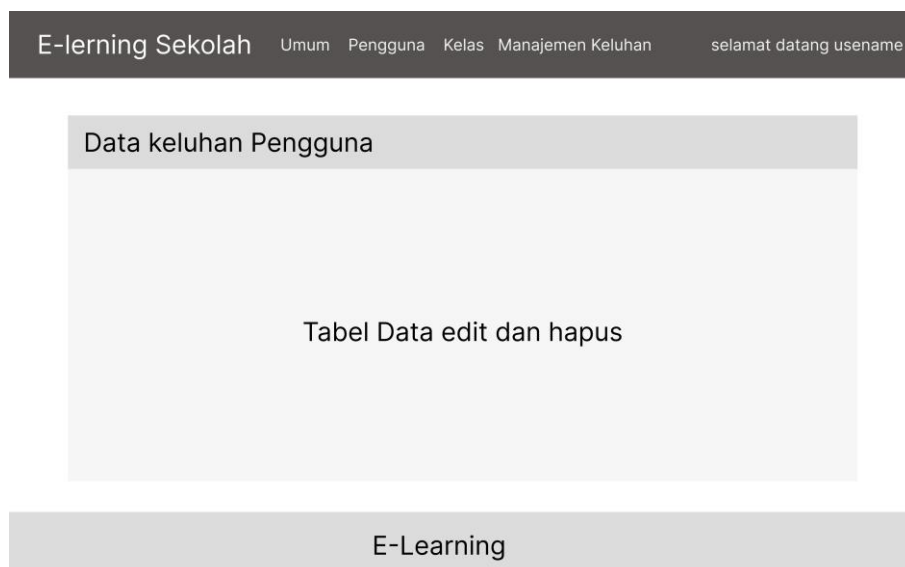 E-lerning Sekolah Umum Pengguna Kelas Manajemen Keluhan selamat datang usename
Data keluhan Pengguna
Tabel Data edit dan hapus
E-Learning